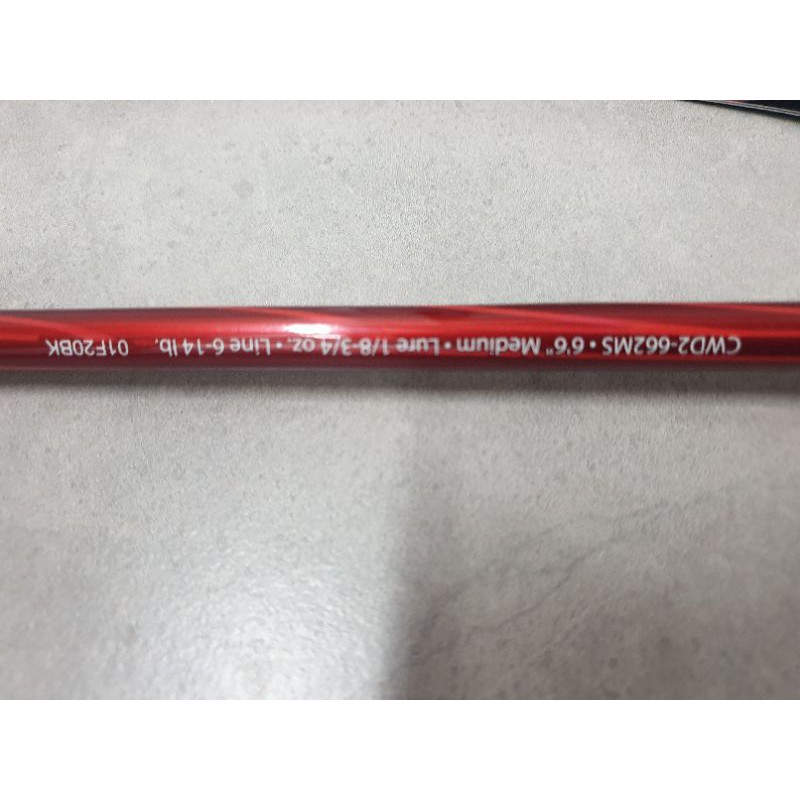 CWD2-662MS • 6'6" Medium • Lure 1/8-3/4 oz. • Line 6-14 lb. 01F20BK